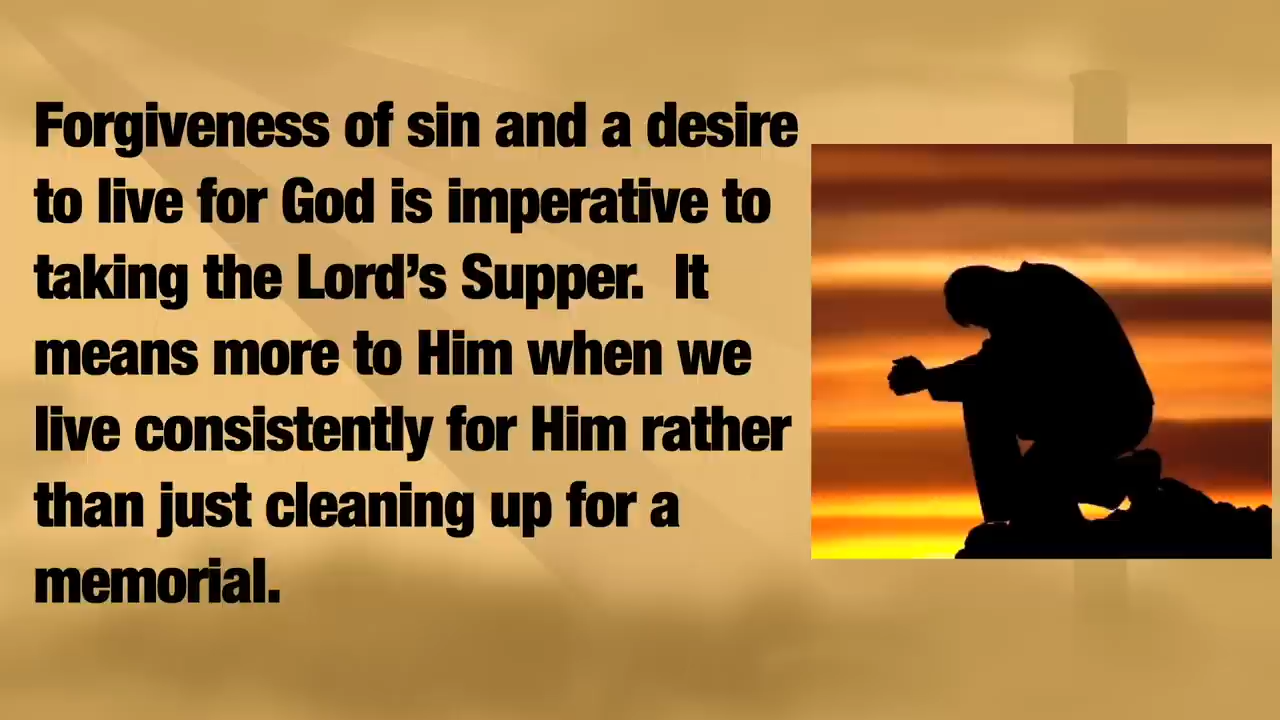 Forgiveness of sin and a desire
to live for God is imperative to
taking the Lord’s Supper.  It
means more to Him when we
live consistently for Him rather
than just cleaning up for a
memorial.